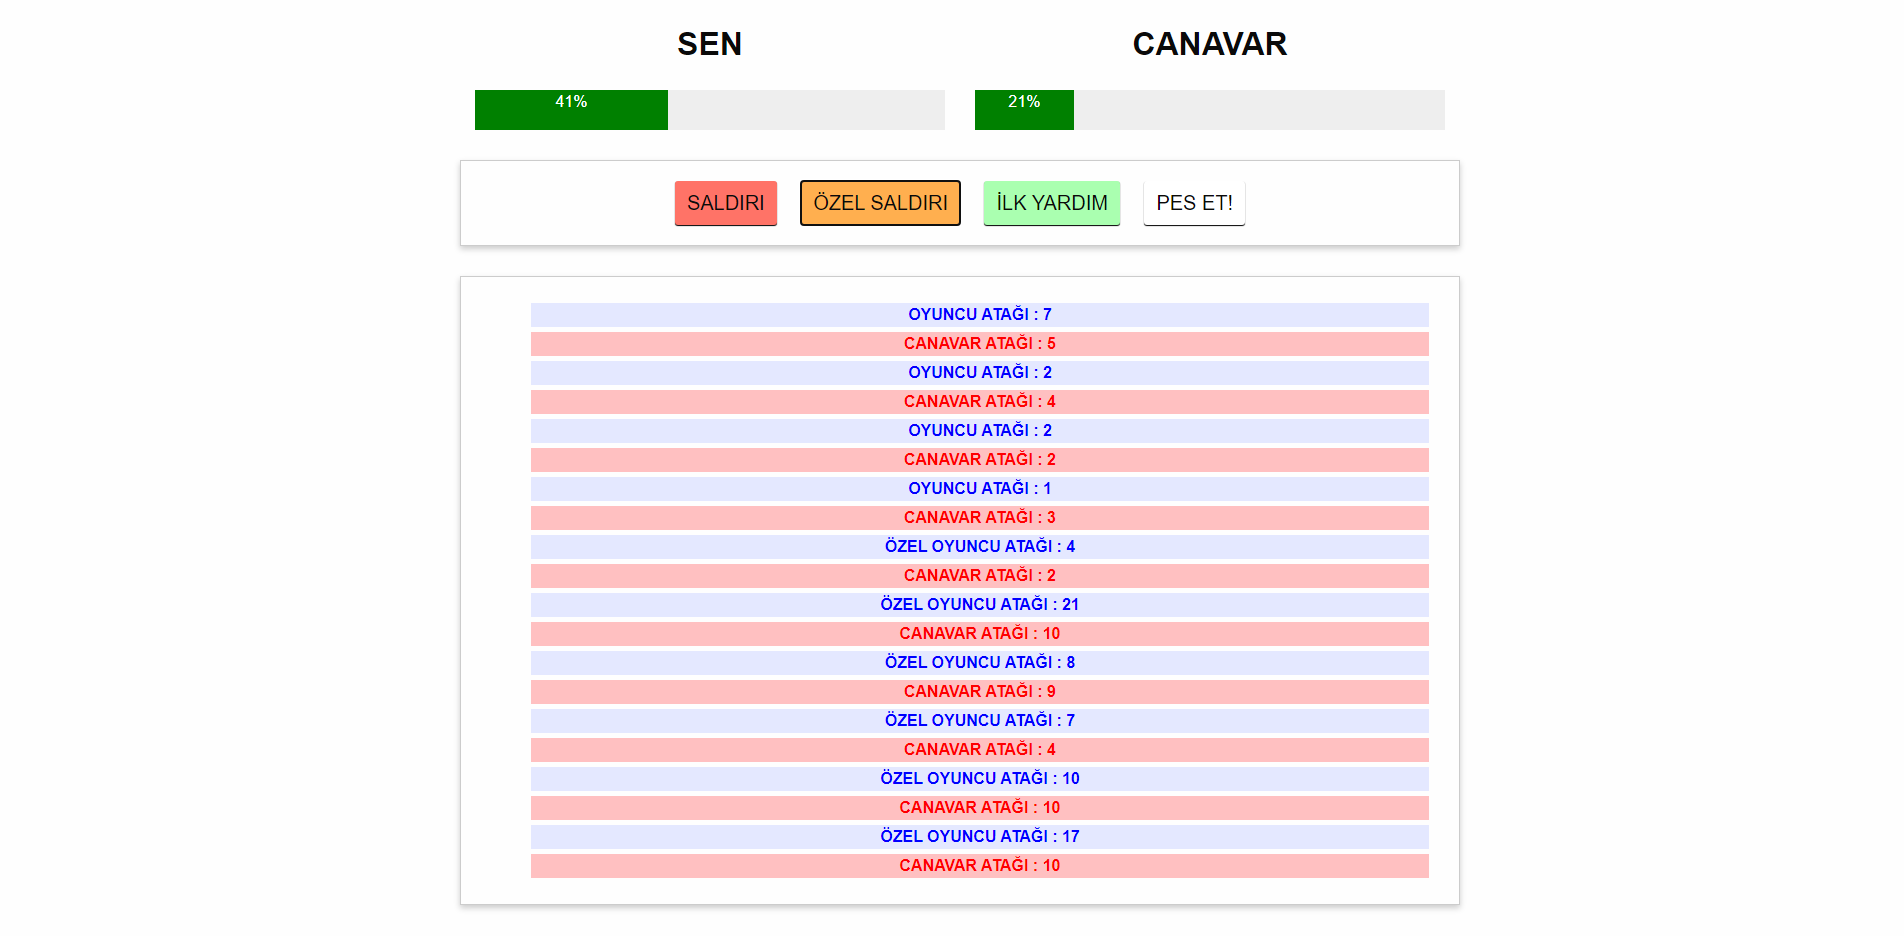 SEN
CANAVAR
41%
21%
SALDIRI
ÖZEL SALDIRI
İLK YARDIM
PES ET!
OYUNCU ATAĞI : 7
CANAVAR ATAĞI : 5
OYUNCU ATAĞI : 2
CANAVAR ATAĞI : 4
OYUNCU ATAĞI : 2
CANAVAR ATAĞI : 2
OYUNCU ATAĞI : 1
CANAVAR ATAĞI : 3
ÖZEL OYUNCU ATAĞI : 4
CANAVAR ATAĞI : 2
ÖZEL OYUNCU ATAĞI : 21
CANAVAR ATAĞI : 10
ÖZEL OYUNCU ATAĞI : 8
CANAVAR ATAĞI : 9
ÖZEL OYUNCU ATAĞI : 7
CANAVAR ATAĞI : 4
ÖZEL OYUNCU ATAĞI : 10
CANAVAR ATAĞI : 10
ÖZEL OYUNCU ATAĞI : 17
CANAVAR ATAĞI : 10